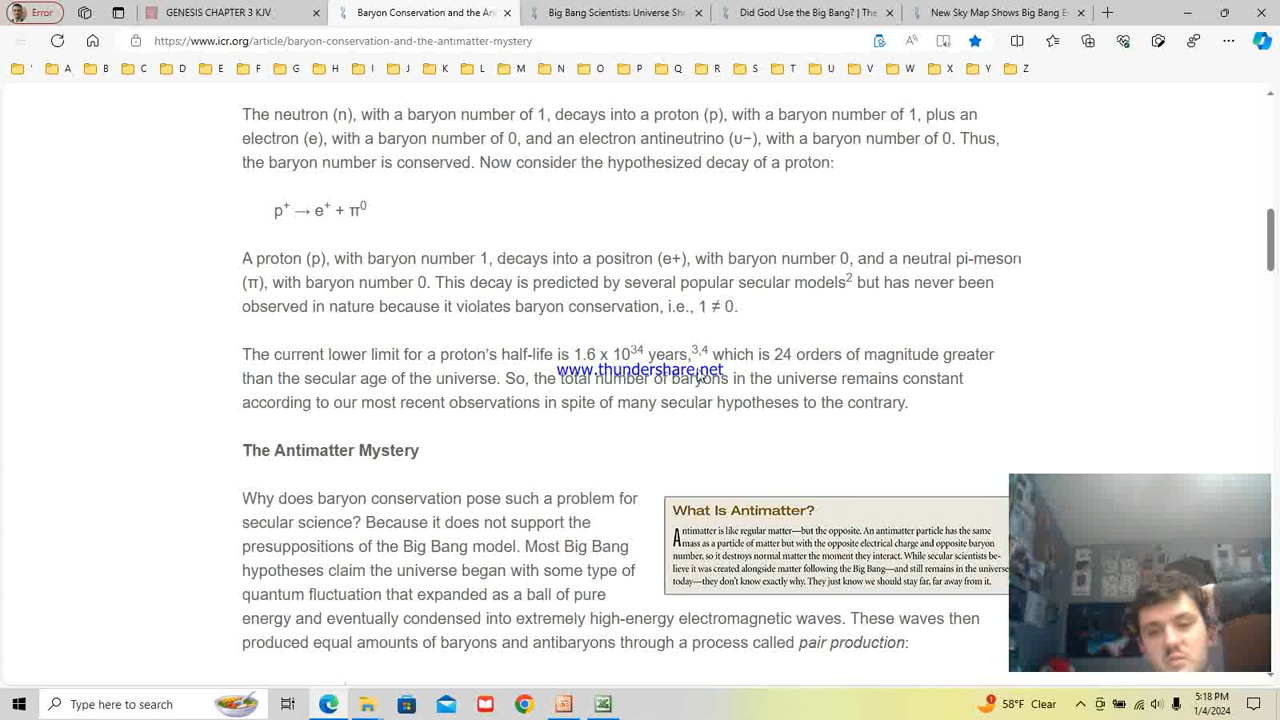 Error
GENESIS CHAPTER 3 KJV
Baryon Conservation and the An
Big Bang Scientists: Universe Sh
Did God Use the Big Bang? | The
New Sky Map Shows Big Bang E
https://www.icr.org/article/baryon-conservation-and-the-antimatter-mystery
' A B C D E F G H I J K L M N O P Q R S T U V W X Y Z
The neutron (n), with a baryon number of 1, decays into a proton (p), with a baryon number of 1, plus an
electron (e), with a baryon number of 0, and an electron antineutrino (υ−), with a baryon number of 0. Thus,
the baryon number is conserved. Now consider the hypothesized decay of a proton:
p⁺ → e⁺ + π⁰
A proton (p), with baryon number 1, decays into a positron (e+), with baryon number 0, and a neutral pi-meson
(π), with baryon number 0. This decay is predicted by several popular secular models² but has never been
observed in nature because it violates baryon conservation, i.e., 1 ≠ 0.
The current lower limit for a proton's half-life is 1.6 x 10³⁴ years,³,⁴ which is 24 orders of magnitude greater
www.thundershare.net
than the secular age of the universe. So, the total number of baryons in the universe remains constant
according to our most recent observations in spite of many secular hypotheses to the contrary.
The Antimatter Mystery
Why does baryon conservation pose such a problem for
secular science? Because it does not support the
presuppositions of the Big Bang model. Most Big Bang
hypotheses claim the universe began with some type of
quantum fluctuation that expanded as a ball of pure
energy and eventually condensed into extremely high-energy electromagnetic waves. These waves then
produced equal amounts of baryons and antibaryons through a process called pair production:
What Is Antimatter?
Antimatter is like regular matter—but the opposite. An antimatter particle has the same
mass as a particle of matter but with the opposite electrical charge and opposite baryon
number, so it destroys normal matter the moment they interact. While secular scientists be-
lieve it was created alongside matter following the Big Bang—and still remains in the universe
today—they don't know exactly why. They just know we should stay far, far away from it.
Type here to search
58°F Clear
5:18 PM
1/4/2024